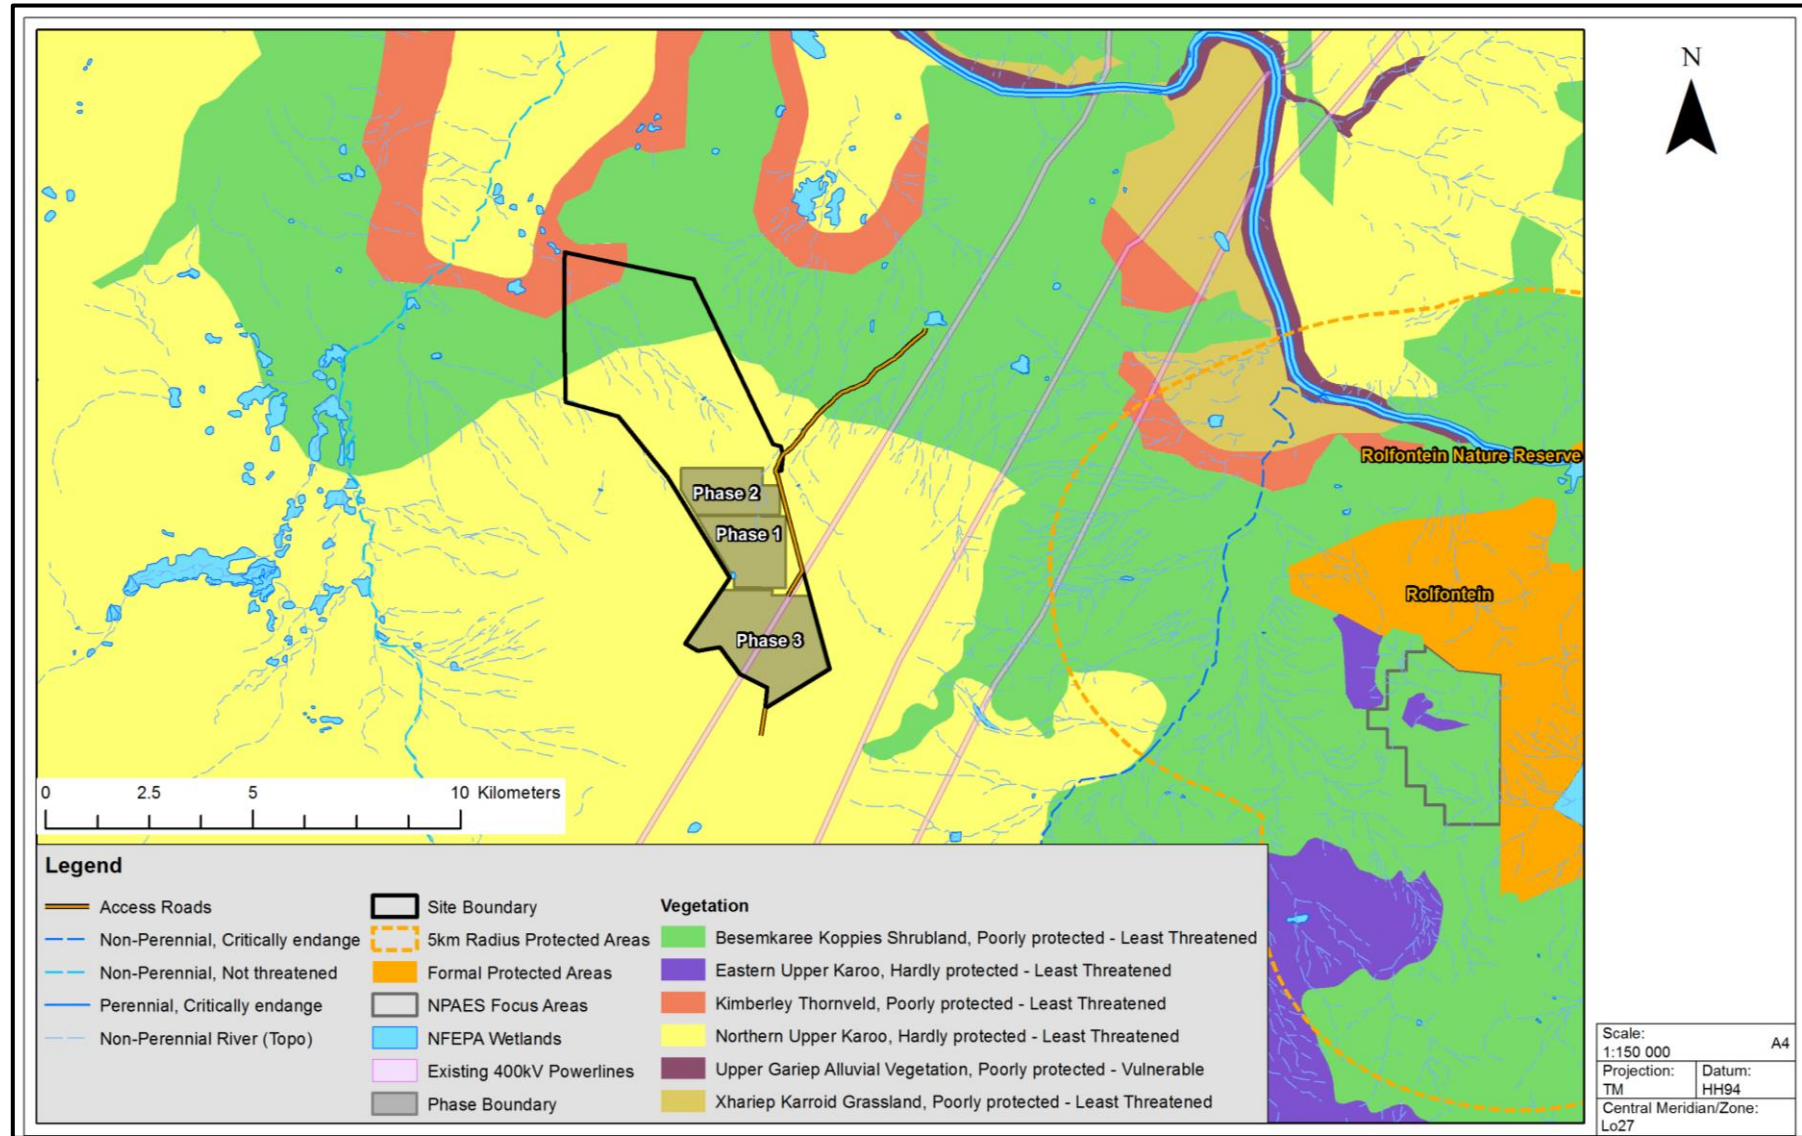 N
Rolfontein Nature Reserve
Phase 2
Phase 1
Rolfontein
Phase 3
0 2.5 5 10 Kilometers
Legend
Access Roads
Non-Perennial, Critically endange
Non-Perennial, Not threatened
Perennial, Critically endange
Non-Perennial River (Topo)
Site Boundary
5km Radius Protected Areas
Formal Protected Areas
NPAES Focus Areas
NFEPA Wetlands
Existing 400kV Powerlines
Phase Boundary
Vegetation
Besemkaree Koppies Shrubland, Poorly protected - Least Threatened
Eastern Upper Karoo, Hardly protected - Least Threatened
Kimberley Thornveld, Poorly protected - Least Threatened
Northern Upper Karoo, Hardly protected - Least Threatened
Upper Gariep Alluvial Vegetation, Poorly protected - Vulnerable
Xhariep Karroid Grassland, Poorly protected - Least Threatened
Scale:
1:150 000 A4
Projection: Datum:
TM HH94
Central Meridian/Zone:
Lo27